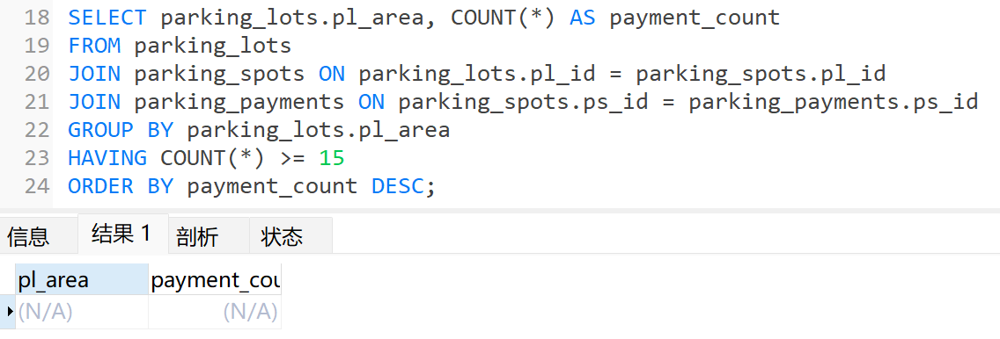 18 SELECT parking_lots.pl_area, COUNT(*) AS payment_count
19 FROM parking_lots
20 JOIN parking_spots ON parking_lots.pl_id = parking_spots.pl_id
21 JOIN parking_payments ON parking_spots.ps_id = parking_payments.ps_id
22 GROUP BY parking_lots.pl_area
23 HAVING COUNT(*) >= 15
24 ORDER BY payment_count DESC;
信息 结果 1 剖析 状态
pl_area payment_cou
(N/A) (N/A)